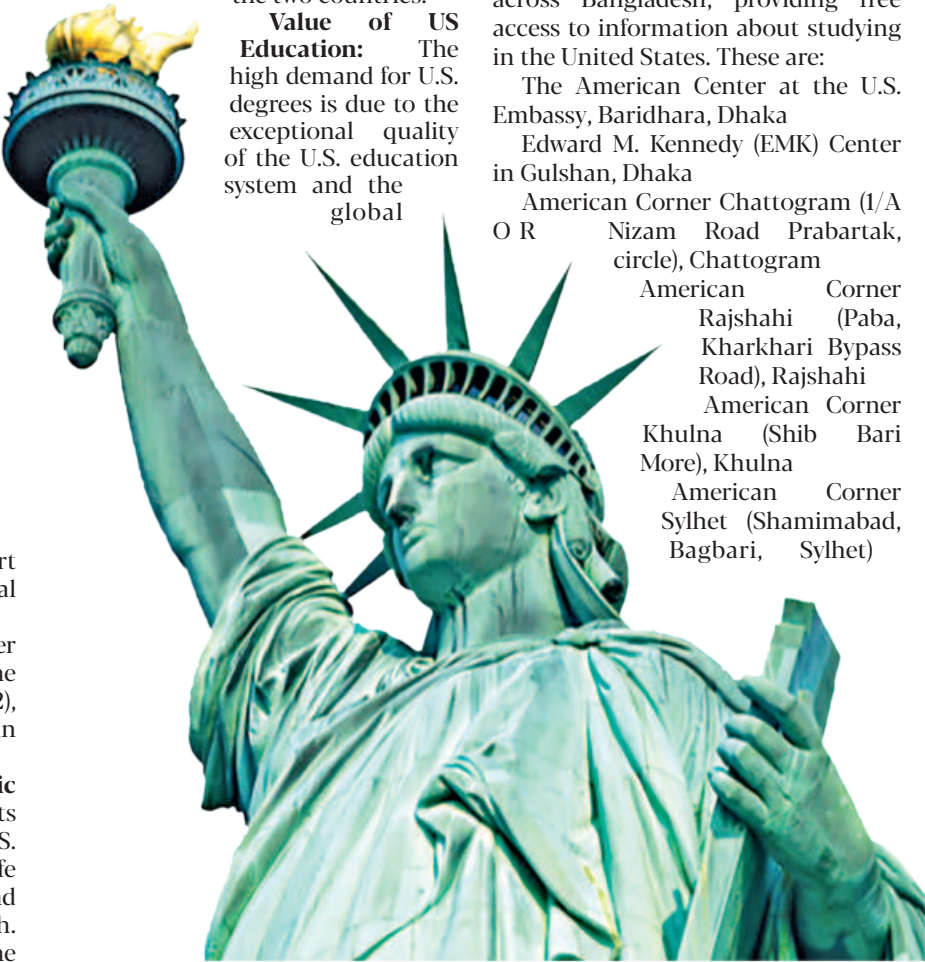 the two countries.
Value of US
Education: The
high demand for U.S.
degrees is due to the
exceptional quality
of the U.S. education
system and the
global
across Bangladesh, providing free
access to information about studying
in the United States. These are:
The American Center at the U.S.
Embassy, Baridhara, Dhaka
Edward M. Kennedy (EMK) Center
in Gulshan, Dhaka
American Corner Chattogram (1/A
O R Nizam Road Prabartak,
circle), Chattogram
American Corner
Rajshahi (Paba,
Kharkhari Bypass
Road), Rajshahi
American Corner
Khulna (Shib Bari
More), Khulna
American Corner
Sylhet (Shamimabad,
Bagbari, Sylhet)